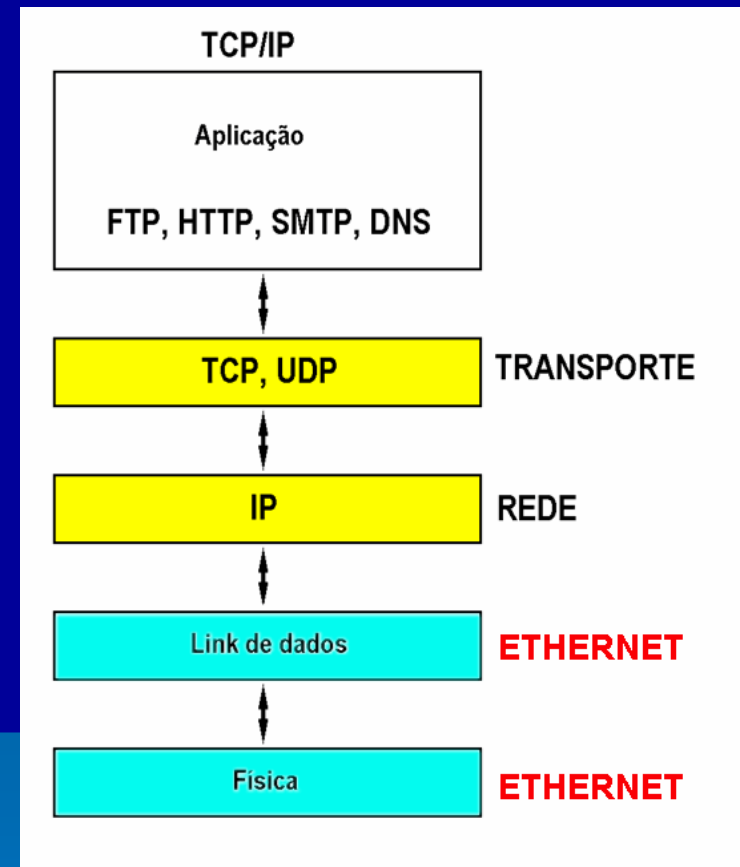 TCP/IP
Aplicação
FTP, HTTP, SMTP, DNS
TCP, UDP
TRANSPORTE
IP
REDE
Link de dados
ETHERNET
Física
ETHERNET